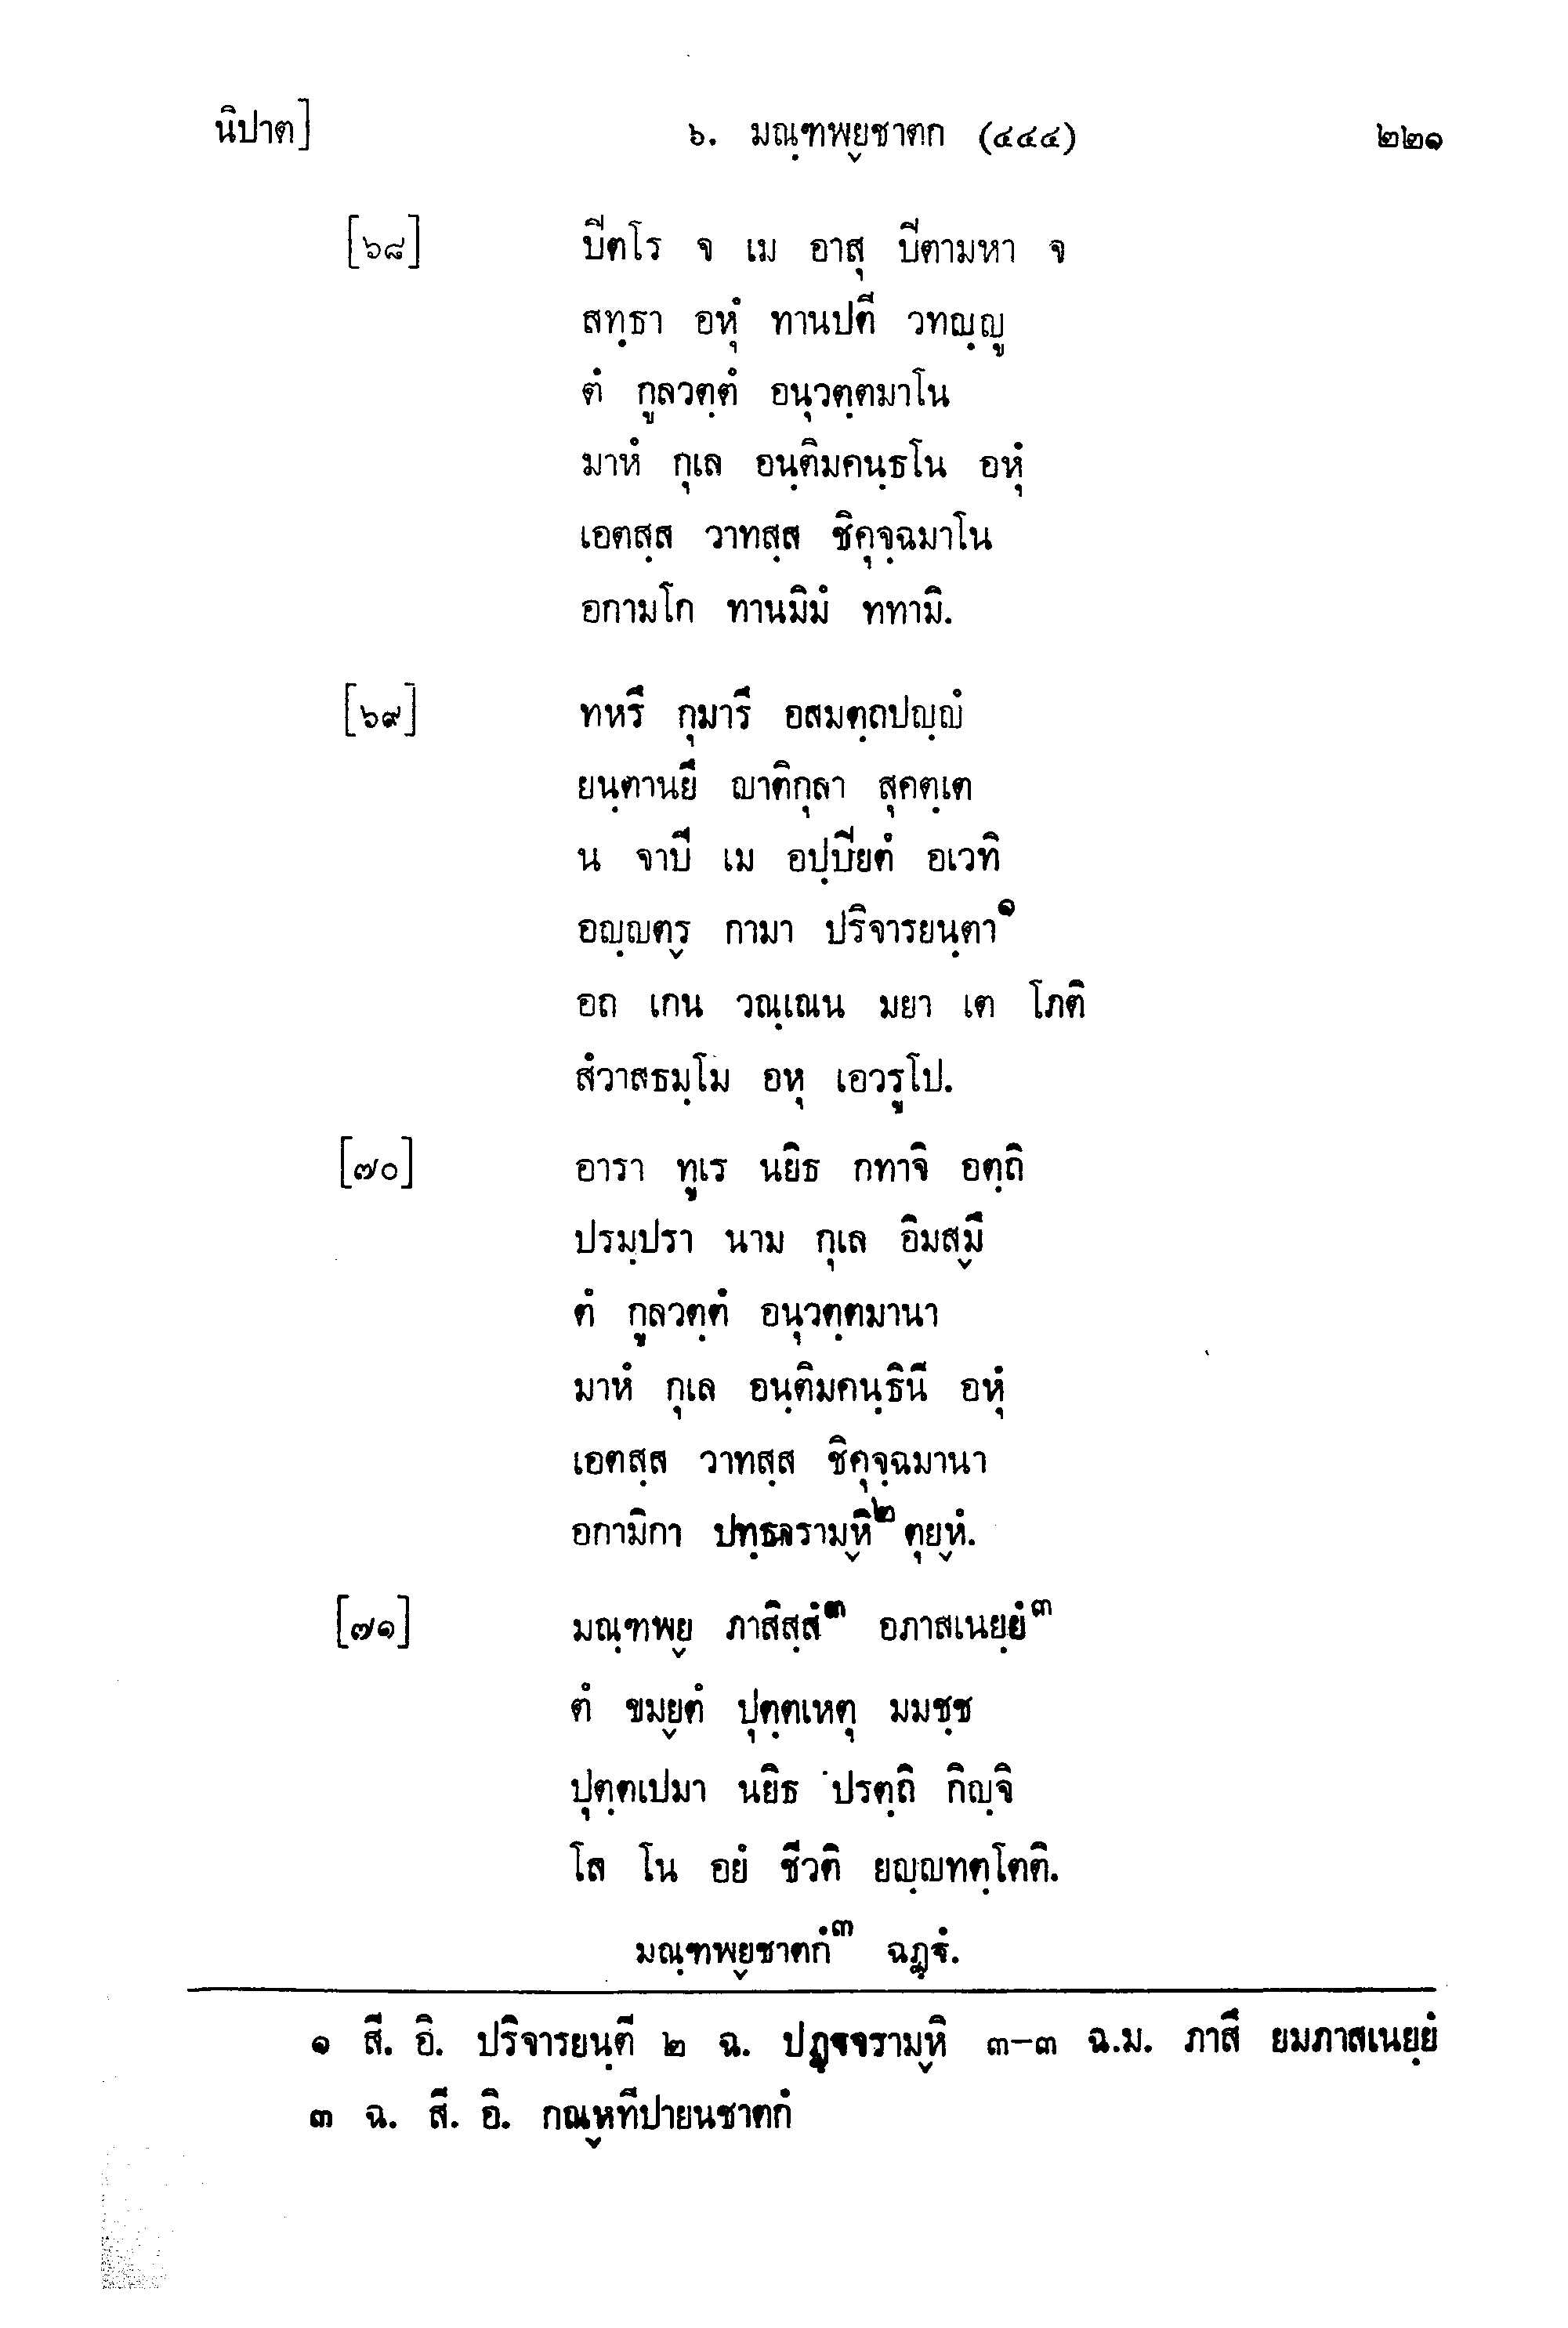 นิปาต] ๖. มณฺฑพฺยชาตก (๔๔๔) ๒๒๑
[๖๘] ปิตโร จ เม อาสุ ปิตามหา จ
สทฺธา อหุํ ทานปตี วทญฺญู
ตํ กูลวตฺตํ อนุวตฺตมาโน
มาหํ กุเล อนฺติมคนฺธโน อหุํ
เอตสฺส วาทสฺส ชิคุจฺฉมาโน
อกามโก ทานมิมํ ททามิ.
[๖๙] ทหรึ กุมารึ อสมตฺถปญฺญํ
ยนฺตานยึ ญาติกุลา สุคตฺเต
น จาปิ เม อปฺปิยตํ อเวทิ
อญฺญตฺร กามา ปริจารยนฺตา๑
อถ เกน วณฺเณน มยา เต โภติ
สํวาสธมฺโม อหุ เอวรูโป.
[๗๐] อารา ทูเร นยิธ กทาจิ อตฺถิ
ปรมฺปรา นาม กุเล อิมสฺมึ
ตํ กูลวตฺตํ อนุวตฺตมานา
มาหํ กุเล อนฺติมคนฺธินี อหุํ
เอตสฺส วาทสฺส ชิคุจฺฉมานา
อกามิกา ปทฺธจรามฺหิ๒ ตุยฺหํ.
[๗๑] มณฺฑพฺย ภาสิสฺสํ๓ อภาสเนยฺยํ๓
ตํ ขมฺยตํ ปุตฺตเหตุ มมชฺช
ปุตฺตเปมา นยิธ ปรตฺถิ กิญฺจิ
โส โน อยํ ชีวติ ยญฺญทตฺโตติ.
มณฺฑพฺยชาตกํ๓ ฉฏฺฐํ.
๑ สี. อิ. ปริจารยนฺตี ๒ ฉ. ปฏฺฐจรามฺหิ ๓-๓ ฉ.ม. ภาสึ ยมภาสเนยฺยํ
๓ ฉ. สี. อิ. กณฺหทีปายนชาตกํ